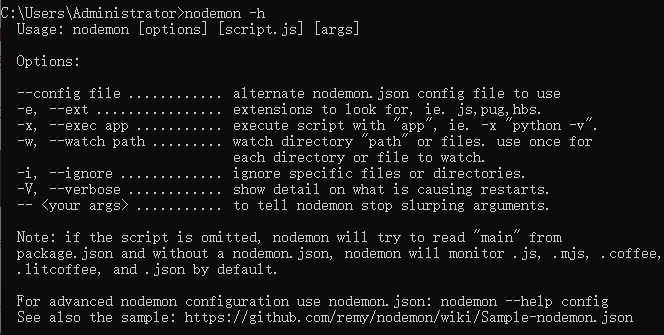 C:\Users\Administrator>nodemon -h
Usage: nodemon [options] [script.js] [args]
Options:
--config file ............ alternate nodemon.json config file to use
-e, --ext ................ extensions to look for, ie. js,pug,hbs.
-x, --exec app ........... execute script with "app", ie. -x "python -v".
-w, --watch path ......... watch directory "path" or files. use once for
each directory or file to watch.
-i, --ignore ............. ignore specific files or directories.
-V, --verbose ............ show detail on what is causing restarts.
-- <your args> ........... to tell nodemon stop slurping arguments.
Note: if the script is omitted, nodemon will try to read "main" from
package.json and without a nodemon.json, nodemon will monitor .js, .mjs, .coffee,
.litcoffee, and .json by default.
For advanced nodemon configuration use nodemon.json: nodemon --help config
See also the sample: https://github.com/remy/nodemon/wiki/Sample-nodemon.json